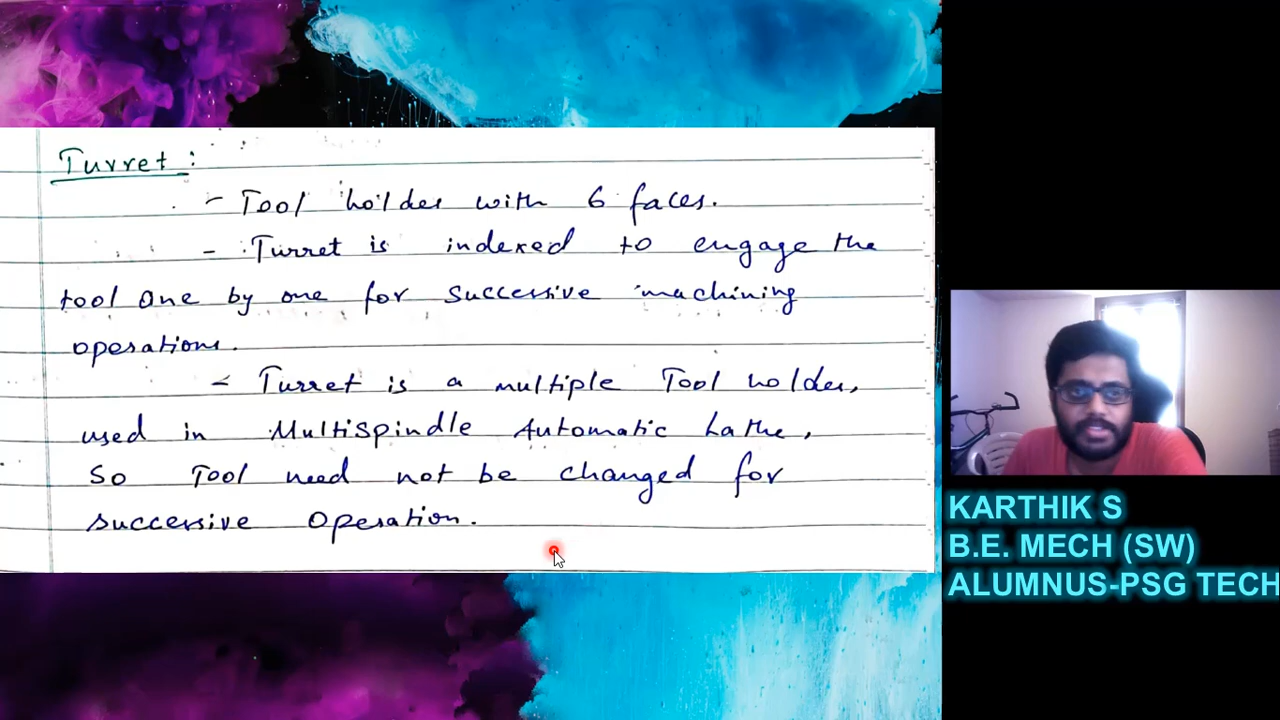 Turret :
- Tool holder with 6 faces.
- Turret is indexed to engage the
tool one by one for successive machining
operations.
- Turret is a multiple Tool holder,
used in Multispindle Automatic Lathe,
So Tool need not be changed for
successive operation.
KARTHIK S
B.E. MECH (SW)
ALUMNUS-PSG TECH